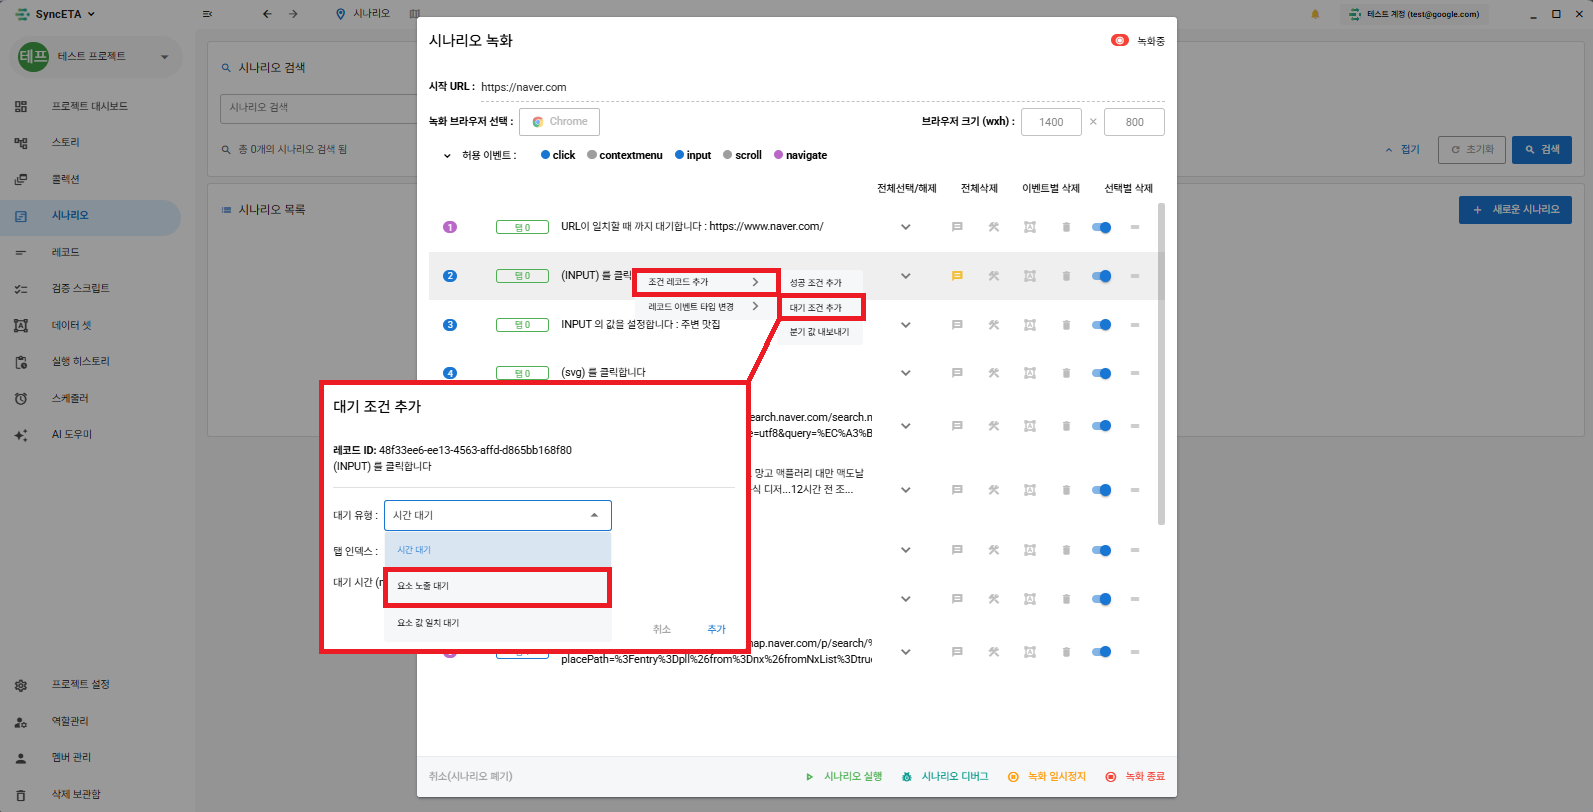 SyncETA
시나리오
테스트 계정 (test@google.com)
테프
테스트 프로젝트
프로젝트 대시보드
스토리
콜렉션
시나리오
레코드
검증 스크립트
데이터 셋
실행 히스토리
스케줄러
AI 도우미
프로젝트 설정
역할관리
멤버 관리
삭제 보관함
시나리오 검색
시나리오 검색
총 0개의 시나리오 검색 됨
시나리오 목록
접기
초기화
검색
새로운 시나리오
시나리오 녹화
녹화중
시작 URL : https://naver.com
녹화 브라우저 선택 : Chrome
브라우저 크기 (wxh) : 1400 × 800
허용 이벤트 : click contextmenu input scroll navigate
전체선택/해제 전체삭제 이벤트별 삭제 선택별 삭제
1 탭 0 URL이 일치할 때 까지 대기합니다 : https://www.naver.com/
2 탭 0 (INPUT) 를 클릭
조건 레코드 추가
레코드 이벤트 타입 변경
성공 조건 추가
대기 조건 추가
분기 값 내보내기
3 탭 0 INPUT 의 값을 설정합니다 : 주변 맛집
4 탭 0 (svg) 를 클릭합니다
earch.naver.com/search.n
e=utf8&query=%EC%A3%B
망고 맥플러리 대만 맥도날
식 디저...12시간 전 조...
map.naver.com/p/search/%
placePath=%3Fentry%3Dpll%26from%3Dnx%26fromNxList%3Dtrue
대기 조건 추가
레코드 ID: 48f33ee6-ee13-4563-affd-d865bb168f80
(INPUT) 를 클릭합니다
대기 유형 : 시간 대기
탭 인덱스 :
대기 시간 (m
시간 대기
요소 노출 대기
요소 값 일치 대기
취소 추가
취소(시나리오 폐기)
시나리오 실행
시나리오 디버그
녹화 일시정지
녹화 종료